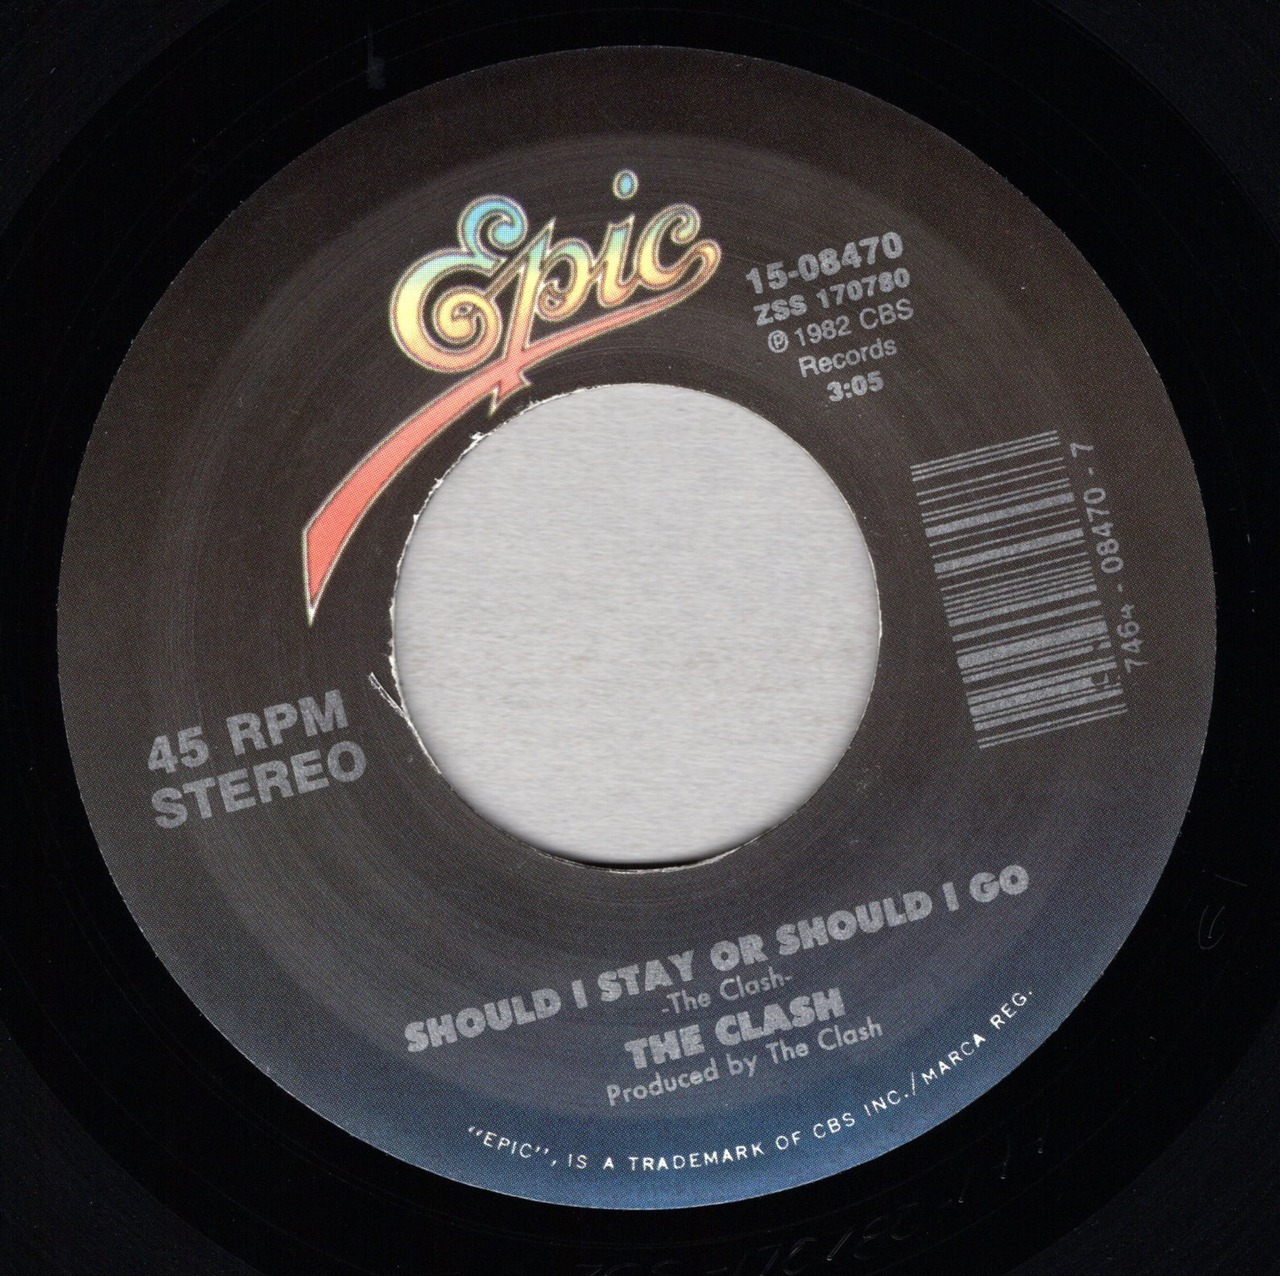 Epic
15-08470
ZSS 170780
℗ 1982 CBS
Records
3:05
7464 - 08470 - 7
45 RPM
STEREO
SHOULD I STAY OR SHOULD I GO
-The Clash-
THE CLASH
Produced by The Clash
"EPIC", IS A TRADEMARK OF CBS INC./MARCA REG.